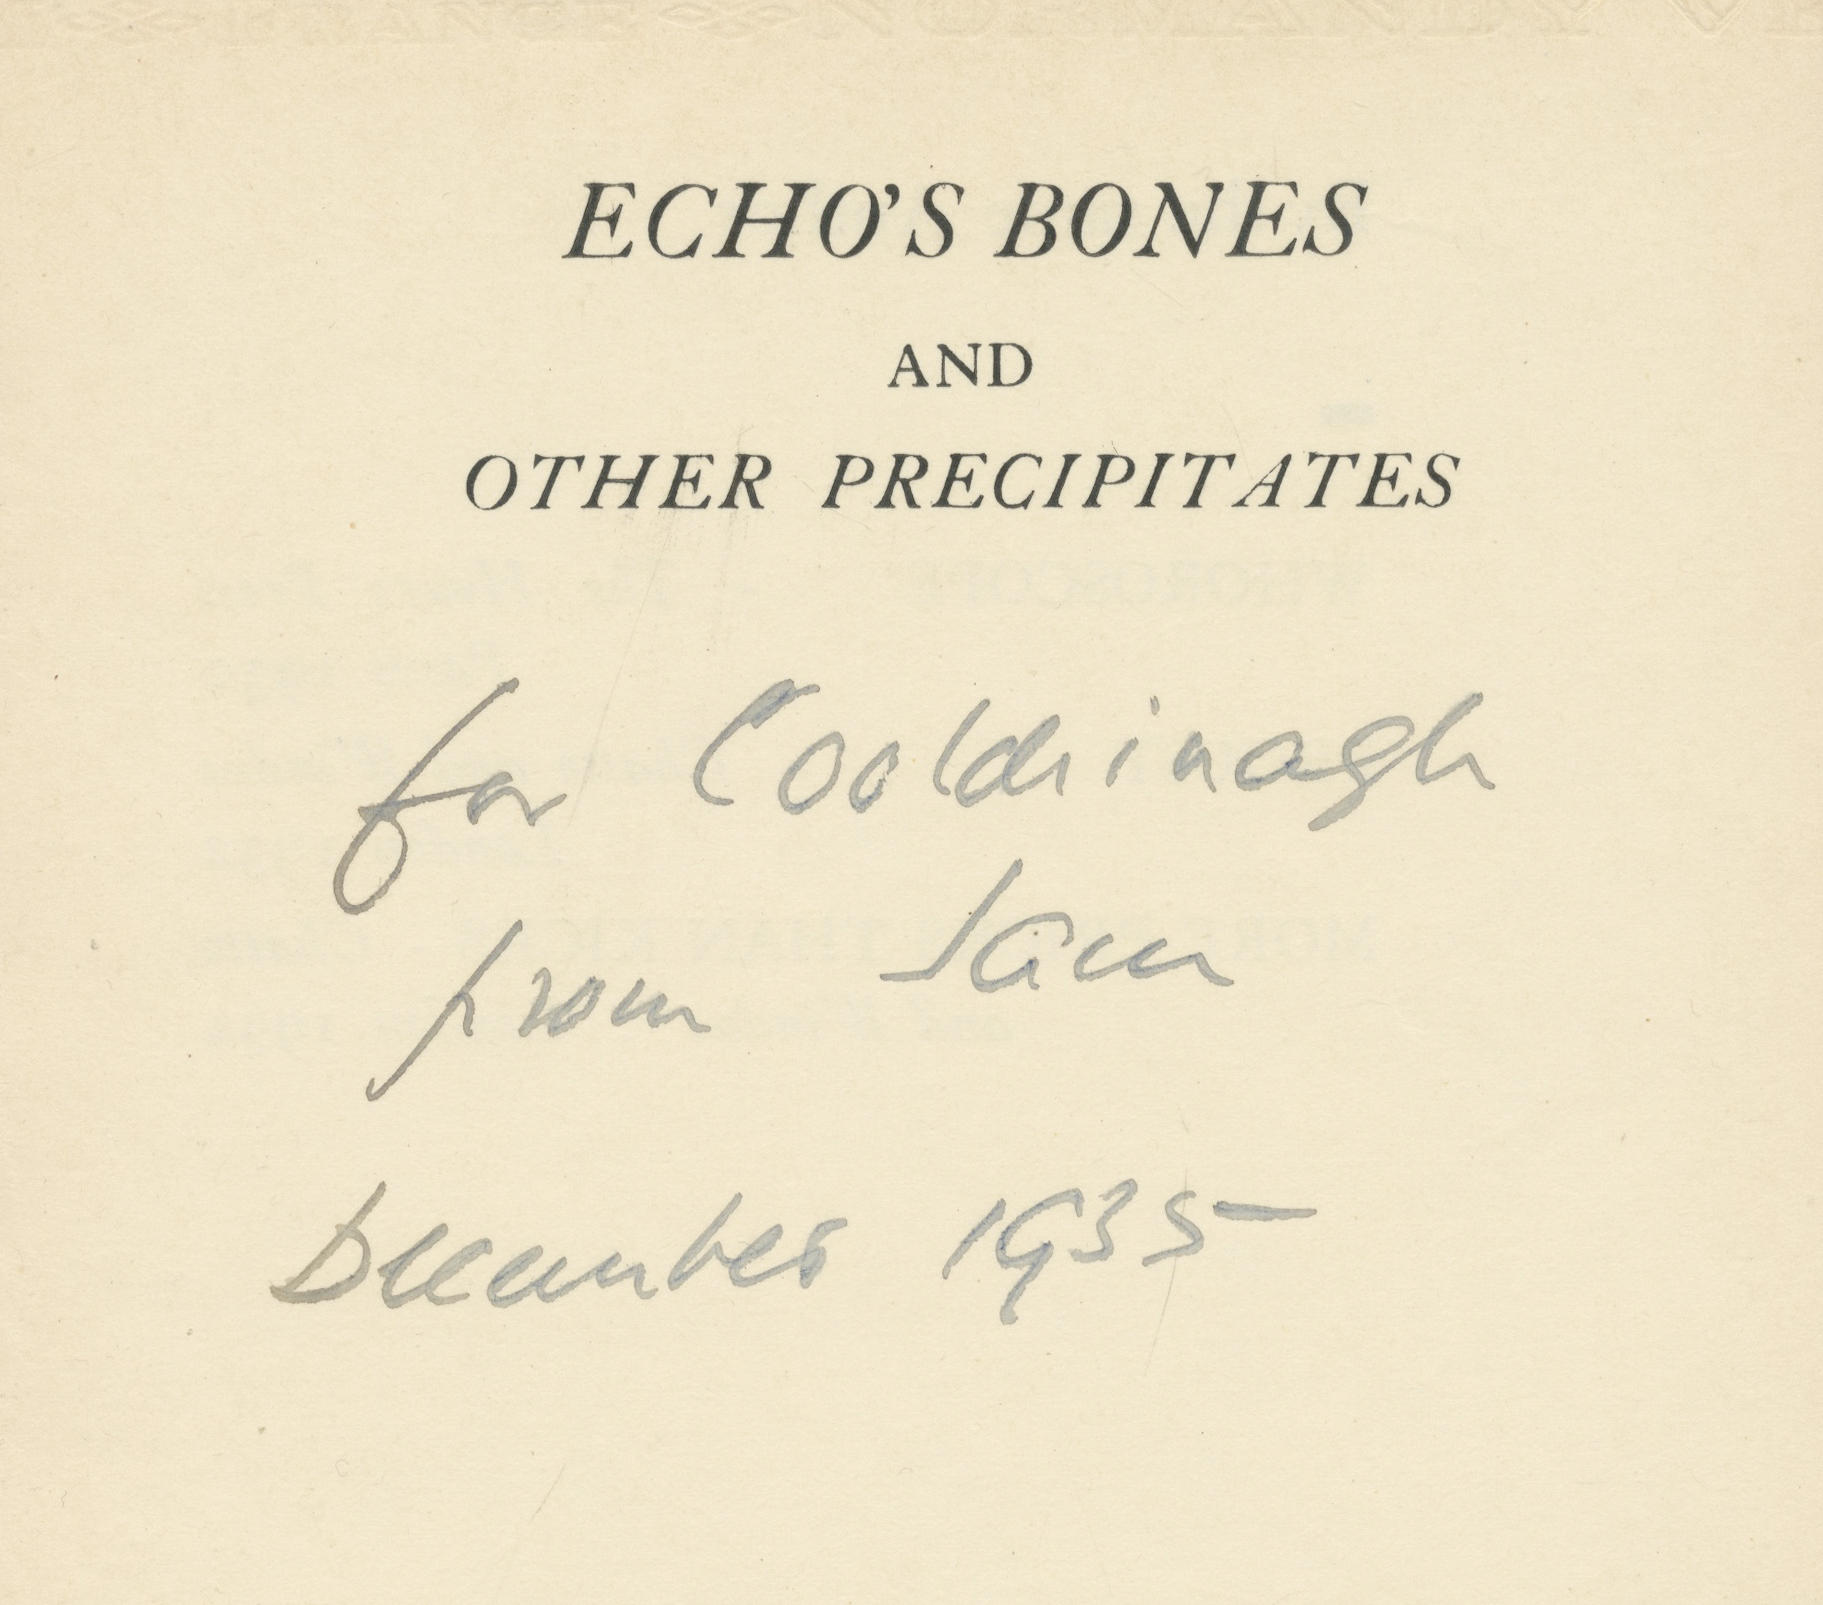 ECHO'S BONES
AND
OTHER PRECIPITATES
for Cooldrinagh
from Sam
December 1935